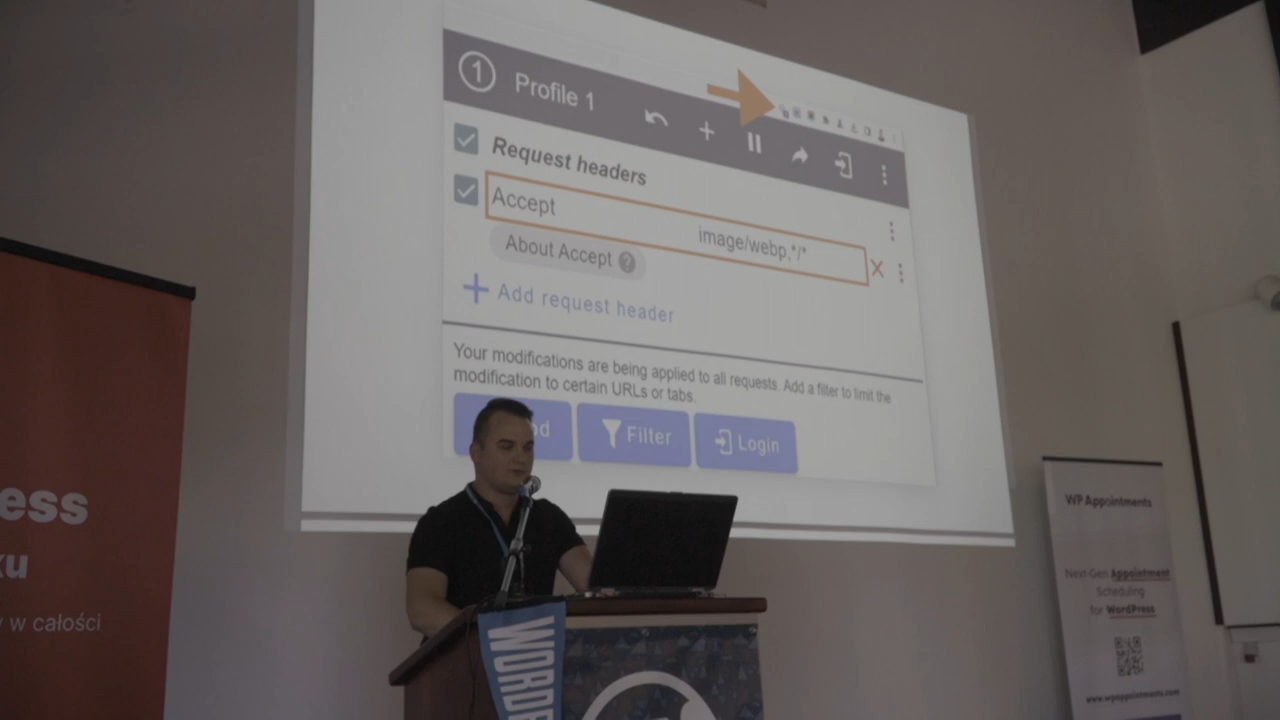 1 Profile 1
Request headers
Accept image/webp,*/*
About Accept ?
Add request header
Your modifications are being applied to all requests. Add a filter to limit the
modification to certain URLs or tabs.
Filter
Login
ess
ku
w całości
WP Appointments
Next-Gen Appointment
Scheduling
for WordPress
www.wpappointments.com